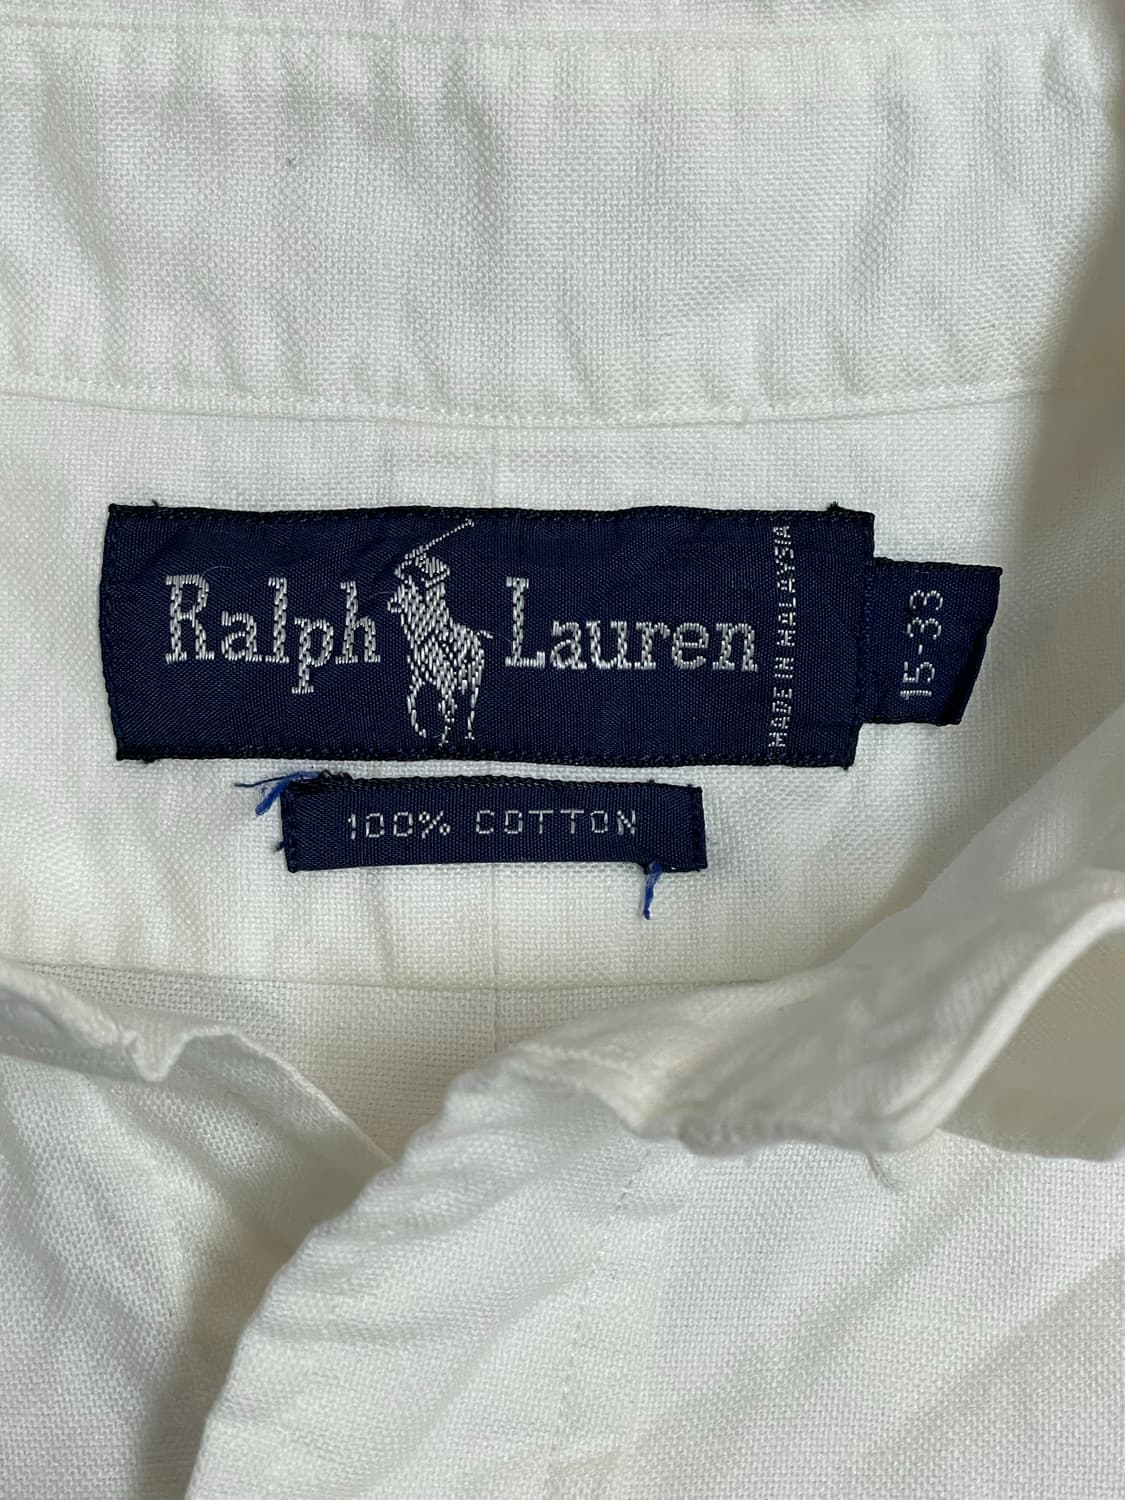 Ralph Lauren
MADE IN MALAYSIA
15-33
100% COTTON